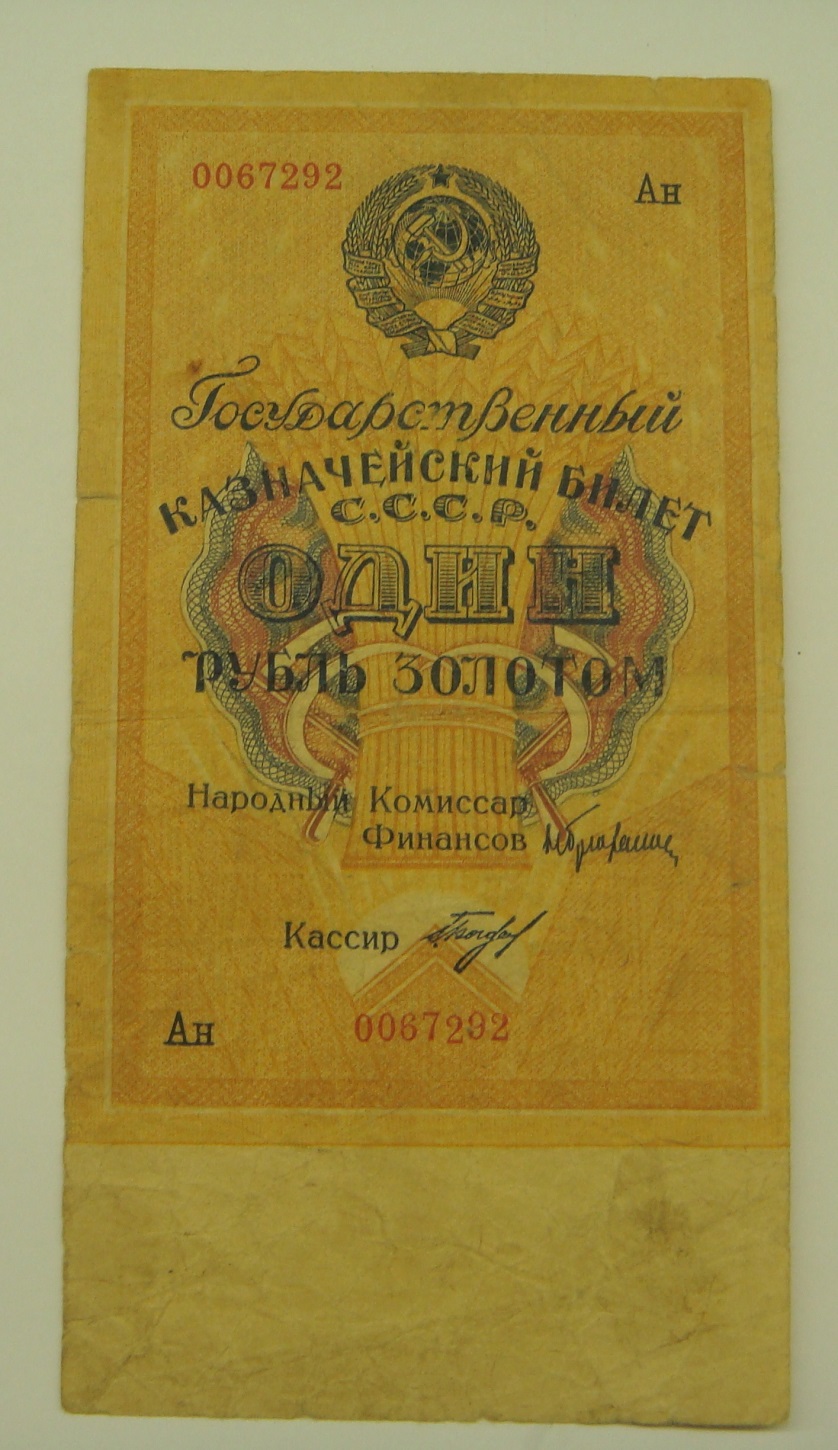 0067292
Ан
Государственный
КАЗНАЧЕЙСКИЙ БИЛЕТ
С.С.С.Р.
ОДИН
РУБЛЬ ЗОЛОТОМ
Народный Комиссар
Финансов
Кассир
Ан 0067292